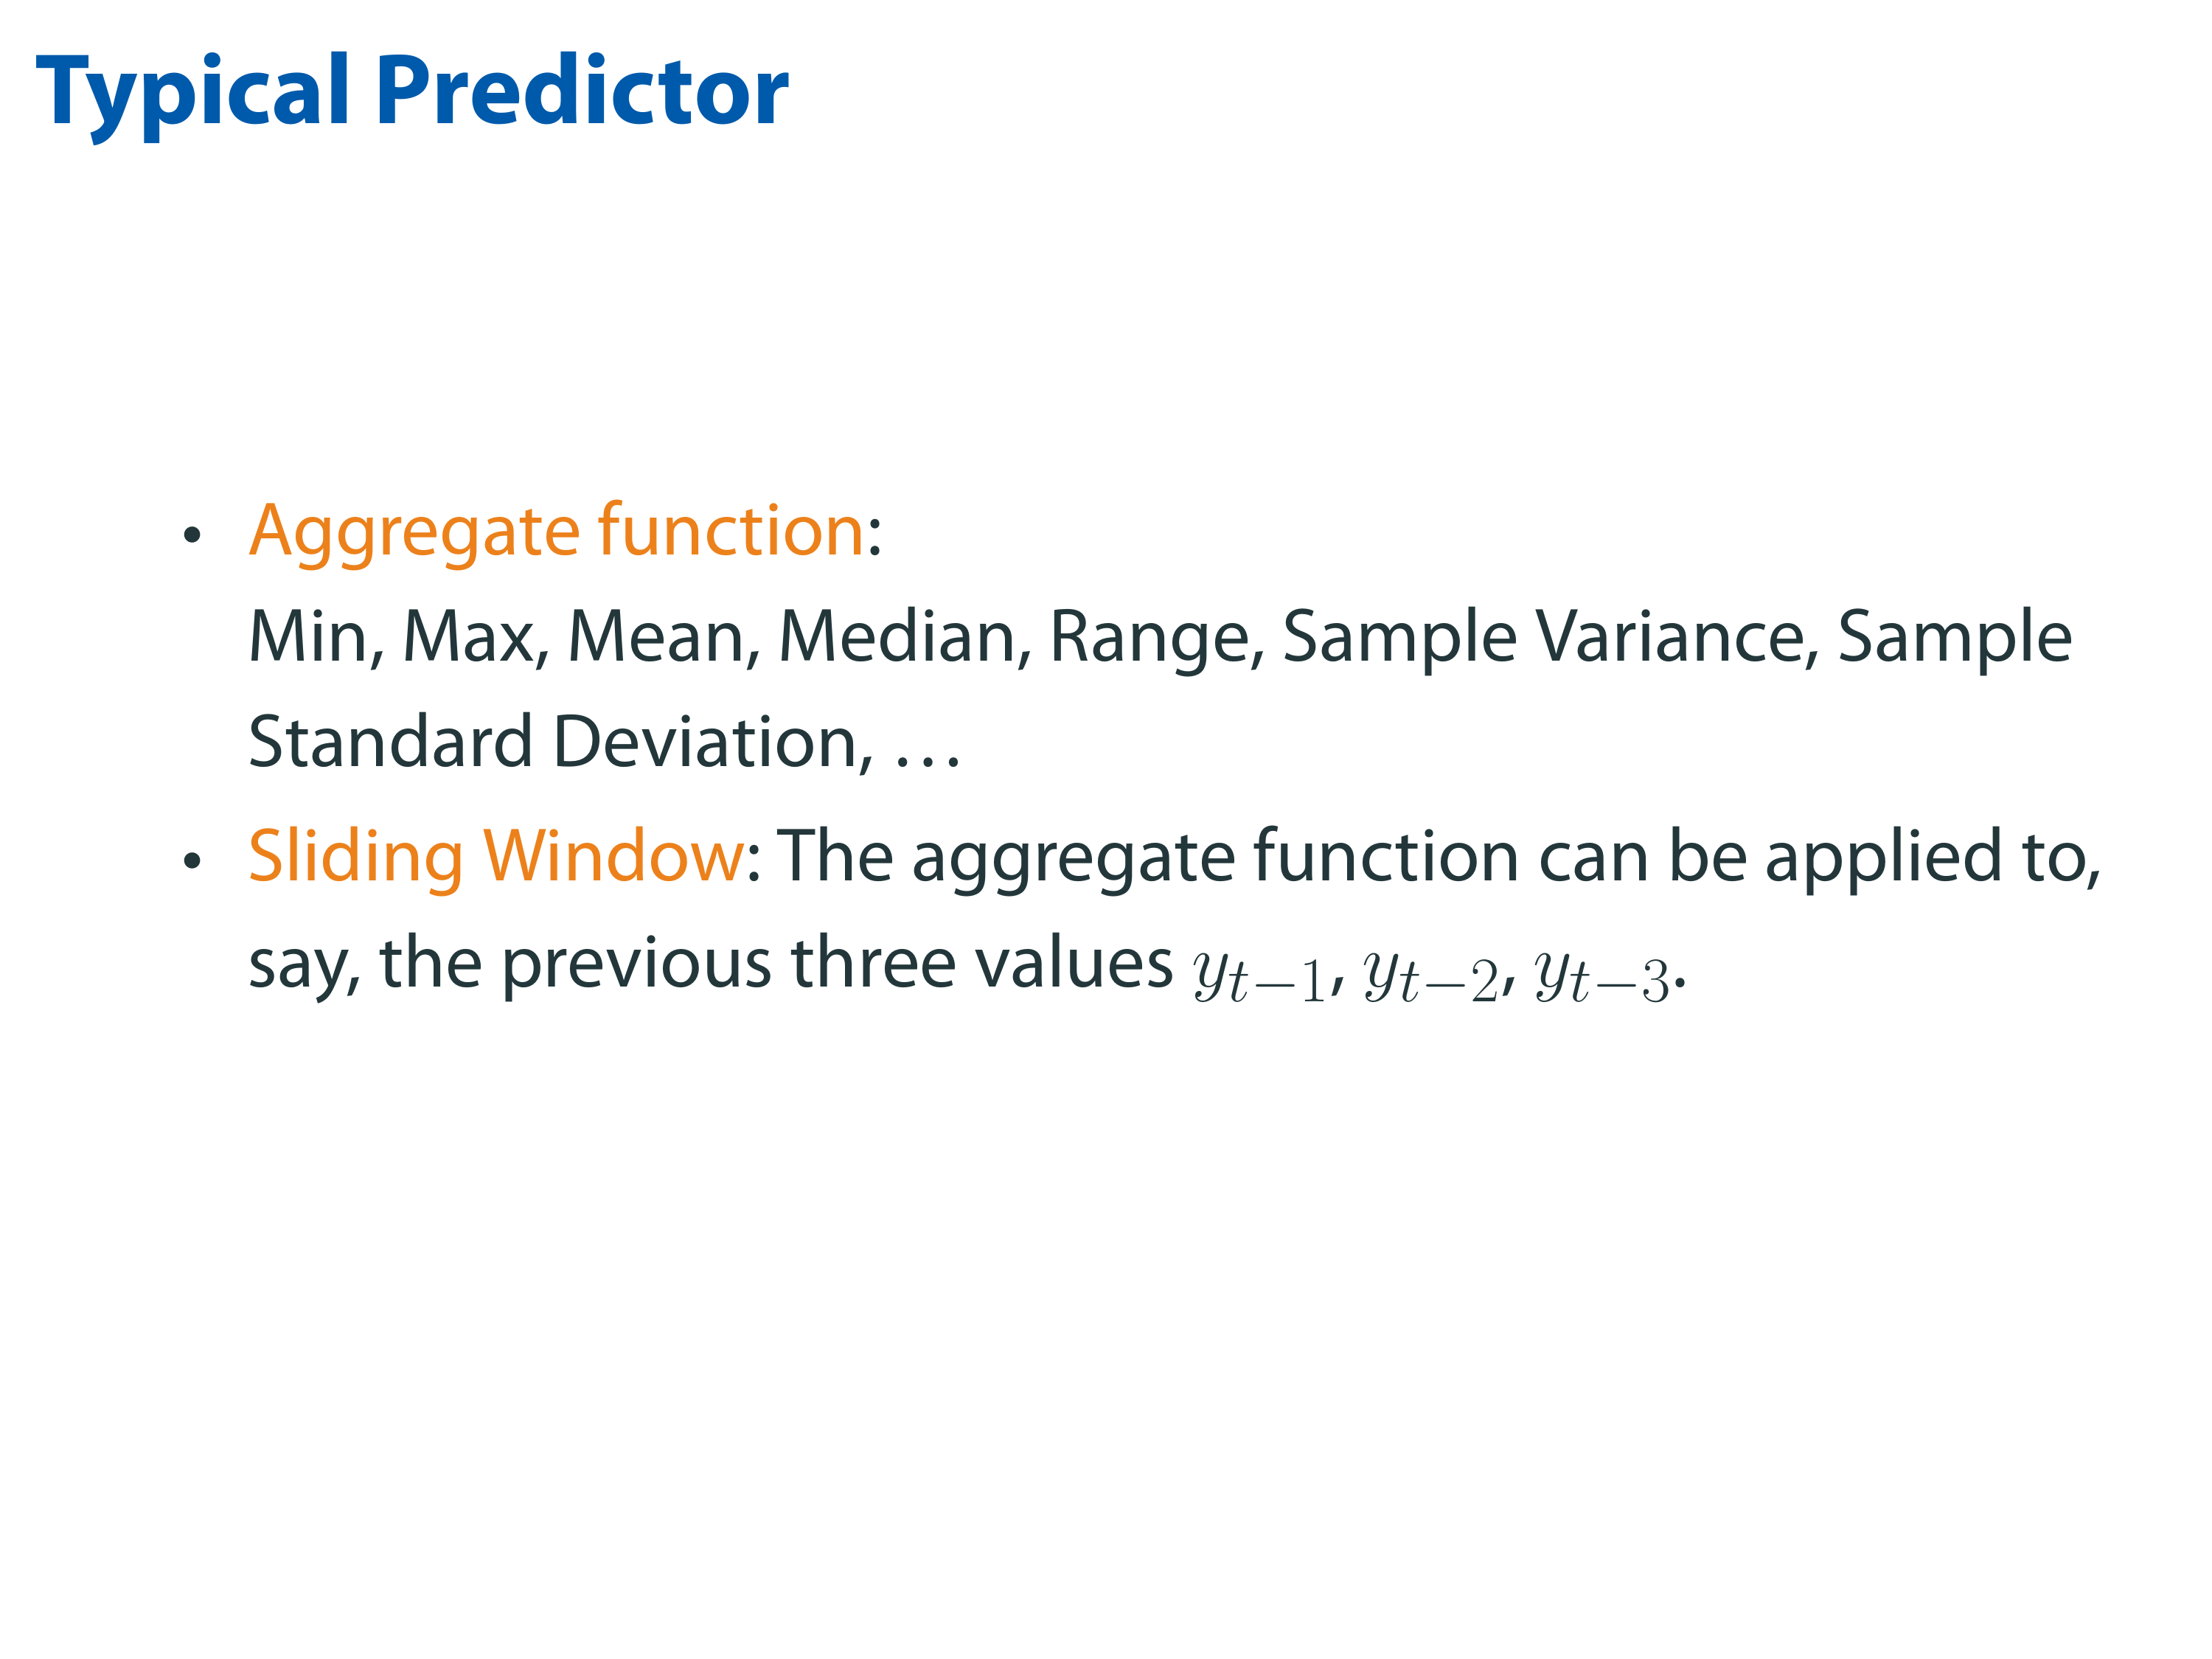 Typical Predictor
• Aggregate function:
Min, Max, Mean, Median, Range, Sample Variance, Sample
Standard Deviation, …
• Sliding Window: The aggregate function can be applied to,
say, the previous three values $y_{t-1}$, $y_{t-2}$, $y_{t-3}$.